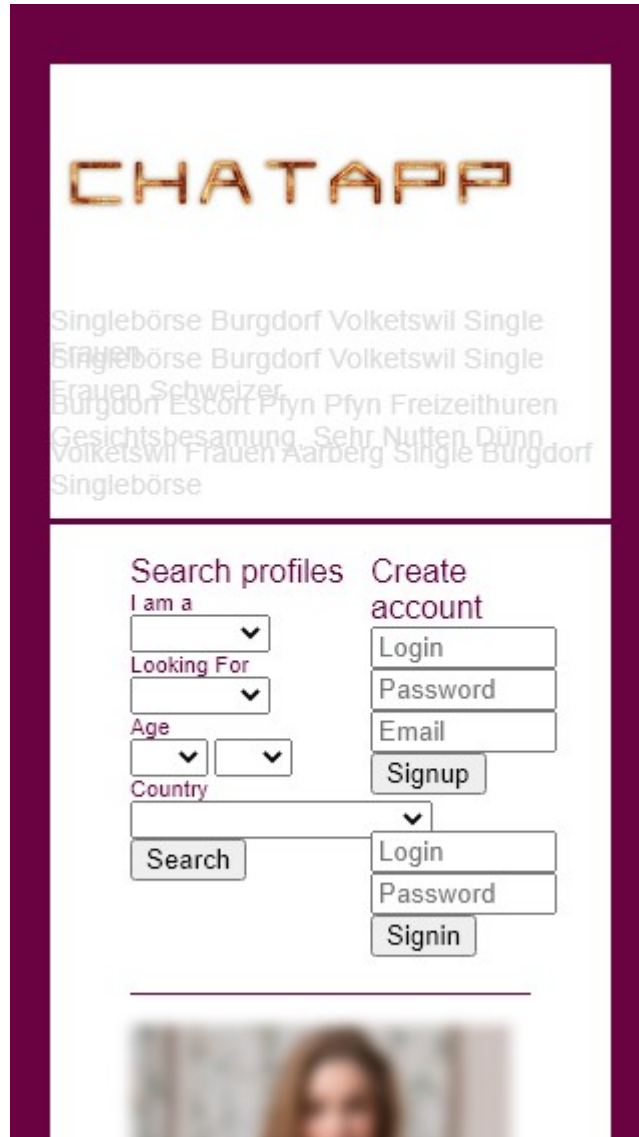 CHATAPP
Singlebörse Burgdorf Volketswil Single
Frauen
Singlebörse Burgdorf Volketswil Single
Frauen Schweizer
Burgdorf Escort Pfyn Pfyn Freizeithuren
Gesichtsbesamung, Sehr Nutten Dünn
Volketswil Frauen Aarberg Single Burgdorf
Singlebörse
Search profiles
I am a
Looking For
Age
Country
Search
Create
account
Login
Password
Email
Signup
Login
Password
Signin